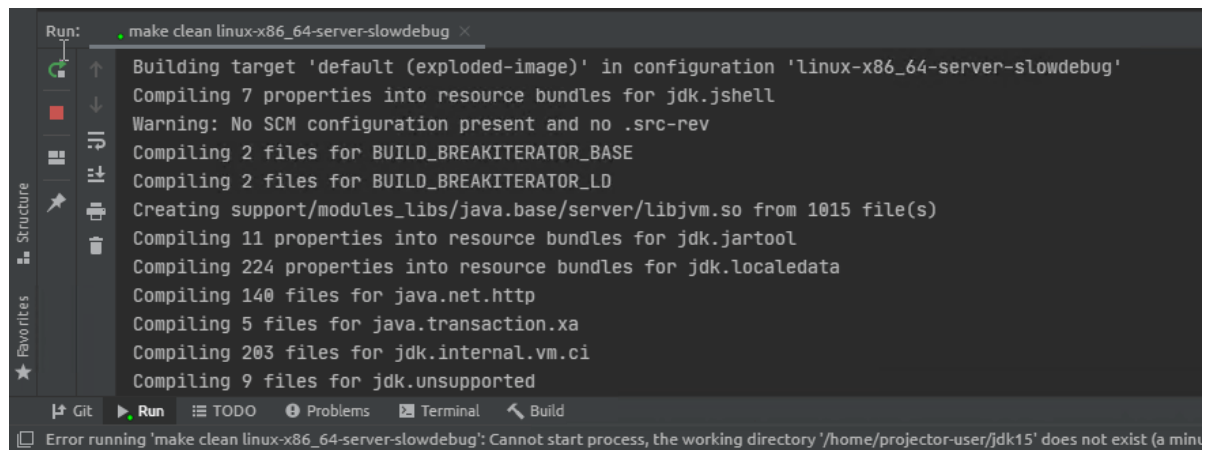 Run:
make clean linux-x86_64-server-slowdebug
Building target 'default (exploded-image)' in configuration 'linux-x86_64-server-slowdebug'
Compiling 7 properties into resource bundles for jdk.jshell
Warning: No SCM configuration present and no .src-rev
Compiling 2 files for BUILD_BREAKITERATOR_BASE
Compiling 2 files for BUILD_BREAKITERATOR_LD
Creating support/modules_libs/java.base/server/libjvm.so from 1015 file(s)
Compiling 11 properties into resource bundles for jdk.jartool
Compiling 224 properties into resource bundles for jdk.localedata
Compiling 140 files for java.net.http
Compiling 5 files for java.transaction.xa
Compiling 203 files for jdk.internal.vm.ci
Compiling 9 files for jdk.unsupported
Structure
Favorites
Git Run TODO Problems Terminal Build
Error running 'make clean linux-x86_64-server-slowdebug': Cannot start process, the working directory '/home/projector-user/jdk15' does not exist (a minu